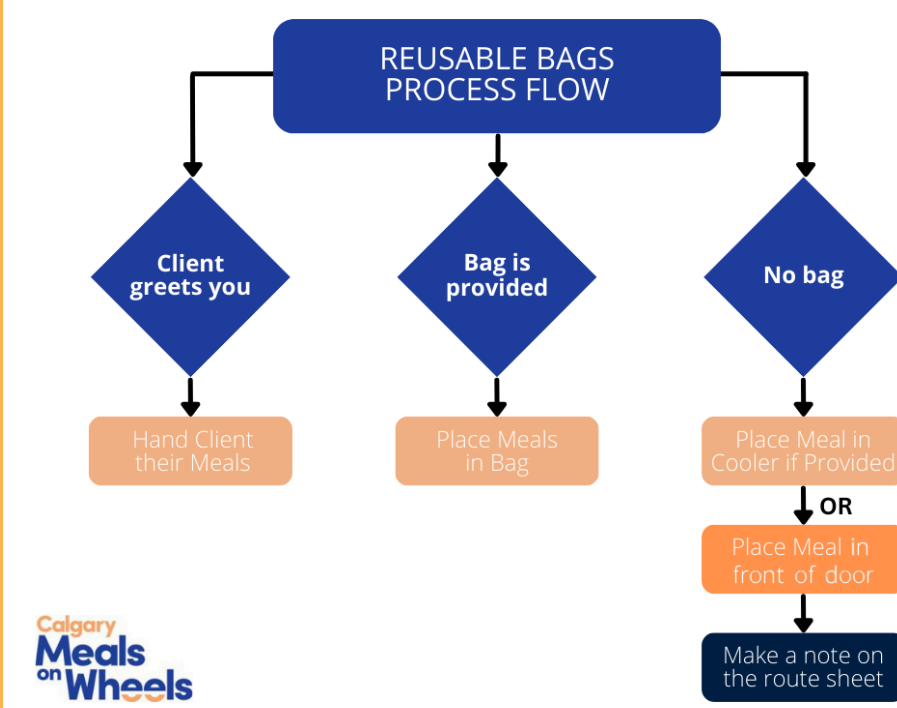 REUSABLE BAGS
PROCESS FLOW
Client
greets you
Bag is
provided
No bag
Hand Client
their Meals
Place Meals
in Bag
Place Meal in
Cooler if Provided
OR
Place Meal in
front of door
Make a note on
the route sheet
Calgary
Meals
on Wheels